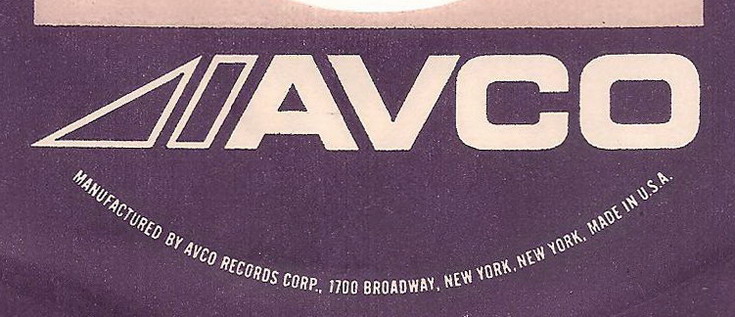 AVCO
MANUFACTURED BY AVCO RECORDS CORP., 1700 BROADWAY, NEW YORK, NEW YORK, MADE IN U.S.A.